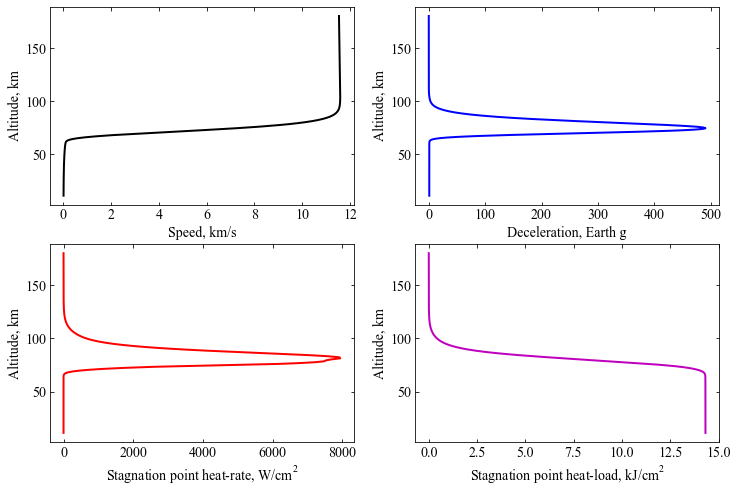 Altitude, km
150
100
50
0 2 4 6 8 10 12
Speed, km/s
Altitude, km
150
100
50
0 100 200 300 400 500
Deceleration, Earth g
Altitude, km
150
100
50
0 2000 4000 6000 8000
Stagnation point heat-rate, W/cm²
Altitude, km
150
100
50
0.0 2.5 5.0 7.5 10.0 12.5 15.0
Stagnation point heat-load, kJ/cm²